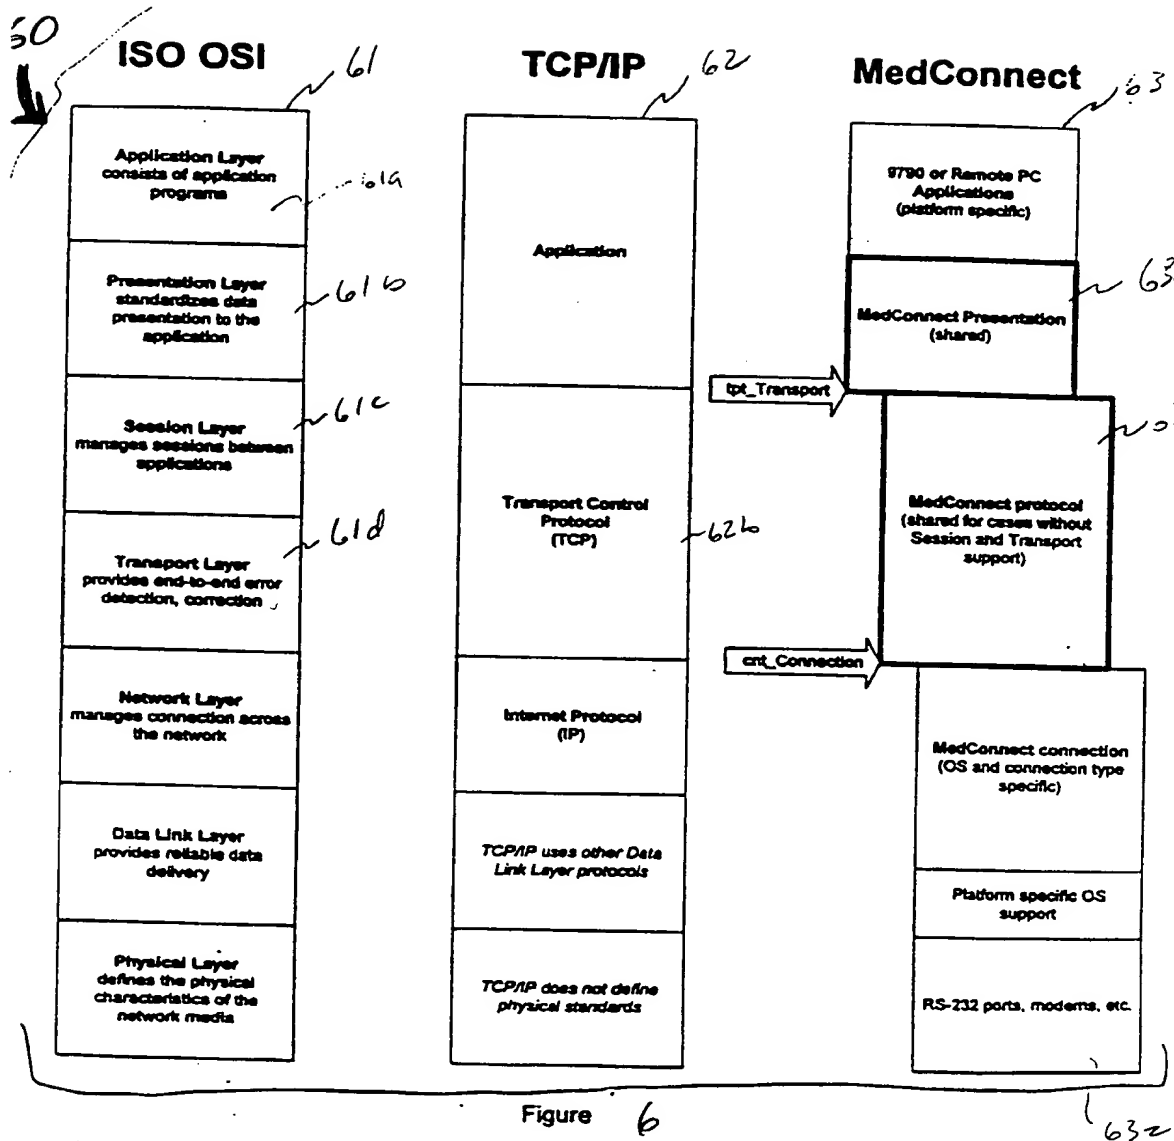 ISO OSI
61
Application Layer
consists of application
programs
61a
Presentation Layer
standardizes data
presentation to the
application
61b
Session Layer
manages sessions between
applications
61c
Transport Layer
provides end-to-end error
detection, correction
61d
Network Layer
manages connection across
the network
Data Link Layer
provides reliable data
delivery
Physical Layer
defines the physical
characteristics of the
network media
TCP/IP
62
Application
Transport Control
Protocol
(TCP)
62b
Internet Protocol
(IP)
TCP/IP uses other Data
Link Layer protocols
TCP/IP does not define
physical standards
MedConnect
63
9790 or Remote PC
Applications
(platform specific)
MedConnect Presentation
(shared)
63
tpt_Transport
MedConnect protocol
(shared for cases without
Session and Transport
support)
cnt_Connection
MedConnect connection
(OS and connection type
specific)
Platform specific OS
support
RS-232 ports, modems, etc.
Figure 6